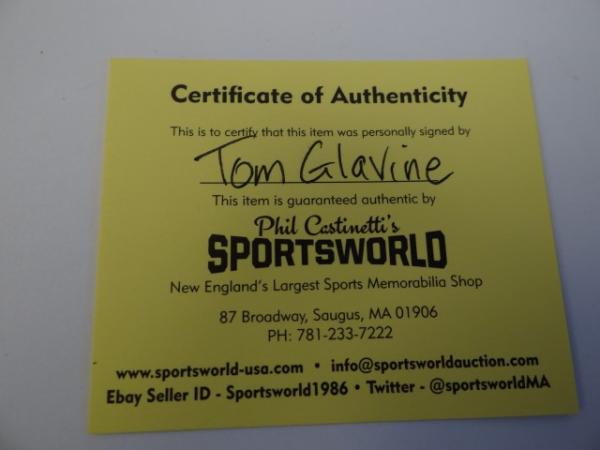 Certificate of Authenticity
This is to certify that this item was personally signed by
Tom Glavine
This item is guaranteed authentic by
Phil Castinetti's
SPORTSWORLD
New England's Largest Sports Memorabilia Shop
87 Broadway, Saugus, MA 01906
PH: 781-233-7222
www.sportsworld-usa.com • info@sportsworldauction.com
Ebay Seller ID - Sportsworld1986 • Twitter - @sportsworldMA